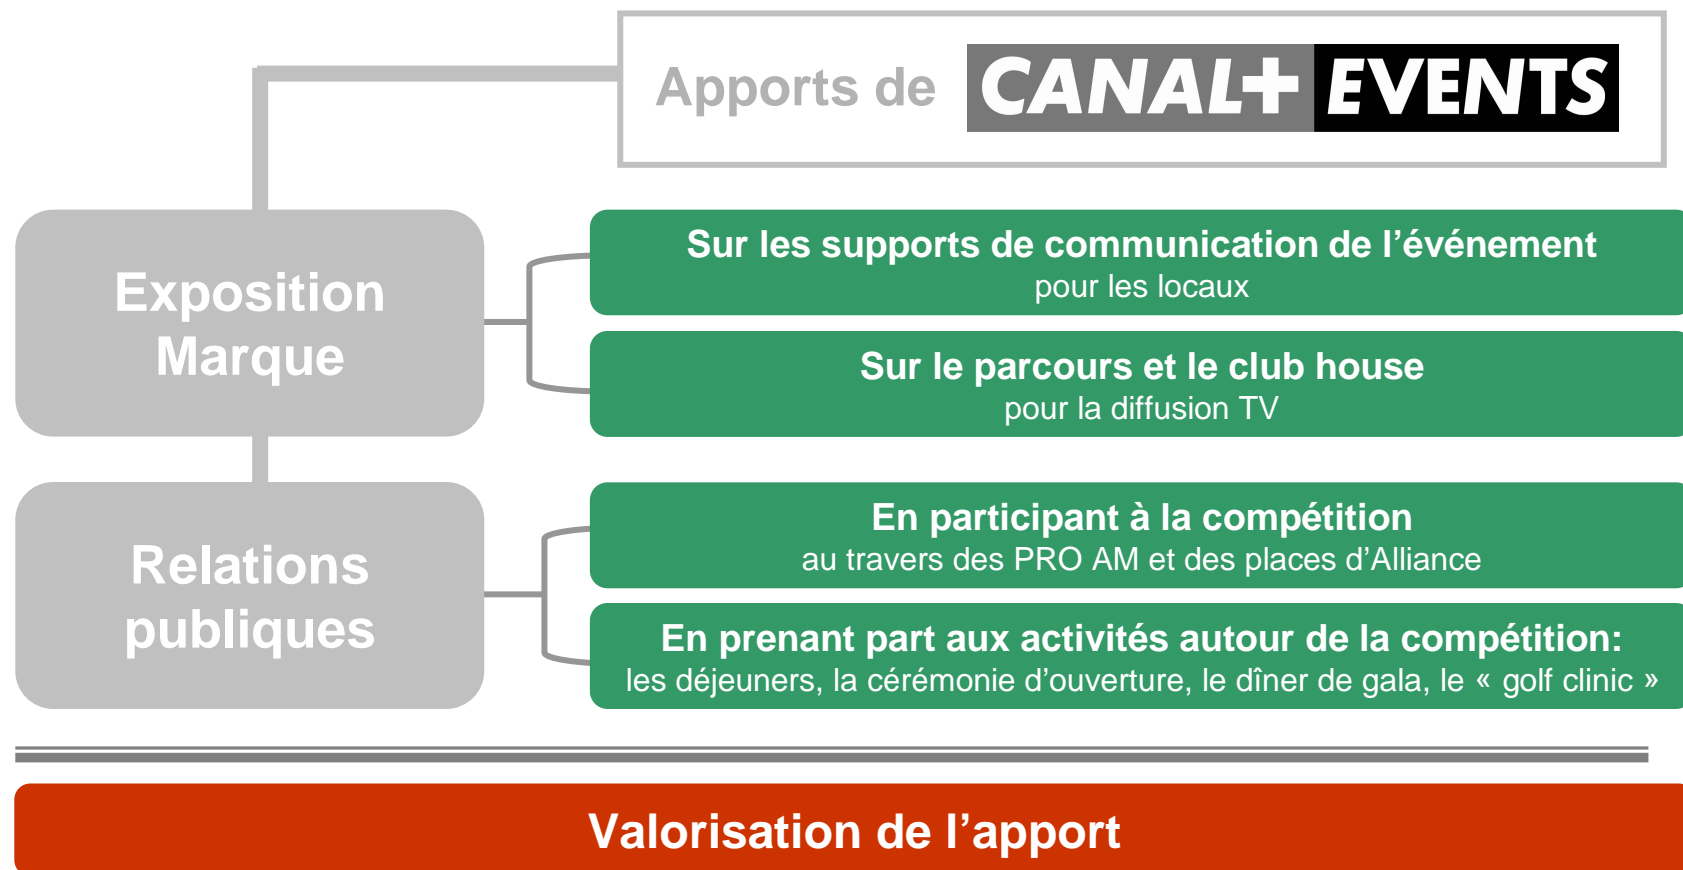 Apports de CANAL+ EVENTS
Exposition
Marque
Sur les supports de communication de l’événement
pour les locaux
Sur le parcours et le club house
pour la diffusion TV
Relations
publiques
En participant à la compétition
au travers des PRO AM et des places d’Alliance
En prenant part aux activités autour de la compétition:
les déjeuners, la cérémonie d’ouverture, le dîner de gala, le « golf clinic »
Valorisation de l’apport